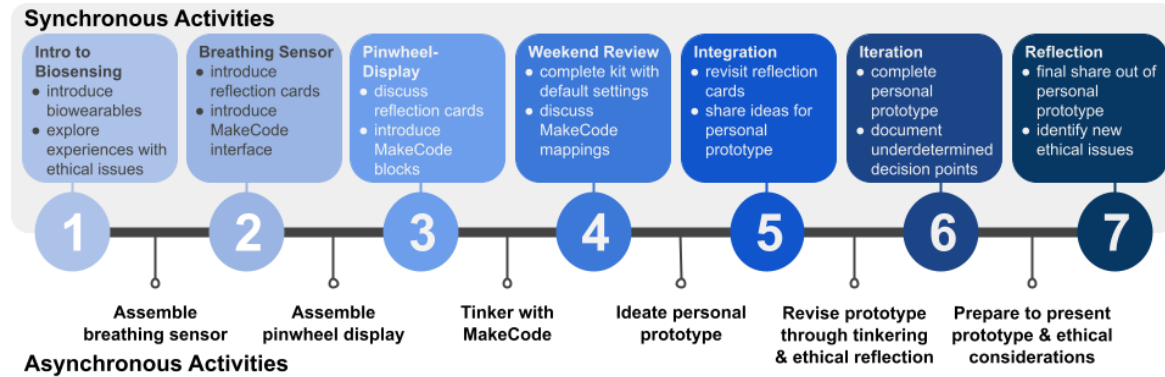 Synchronous Activities
Intro to
Biosensing
● introduce
biowearables
● explore
experiences with
ethical issues
Breathing Sensor
● introduce
reflection cards
● introduce
MakeCode
interface
Pinwheel-
Display
● discuss
reflection cards
● introduce
MakeCode
blocks
Weekend Review
● complete kit with
default settings
● discuss
MakeCode
mappings
Integration
● revisit reflection
cards
● share ideas for
personal
prototype
Iteration
● complete
personal
prototype
● document
underdetermined
decision points
Reflection
● final share out of
personal
prototype
● identify new
ethical issues
1
2
3
4
5
6
7
Assemble
breathing sensor
Assemble
pinwheel display
Tinker with
MakeCode
Ideate personal
prototype
Revise prototype
through tinkering
& ethical reflection
Prepare to present
prototype & ethical
considerations
Asynchronous Activities